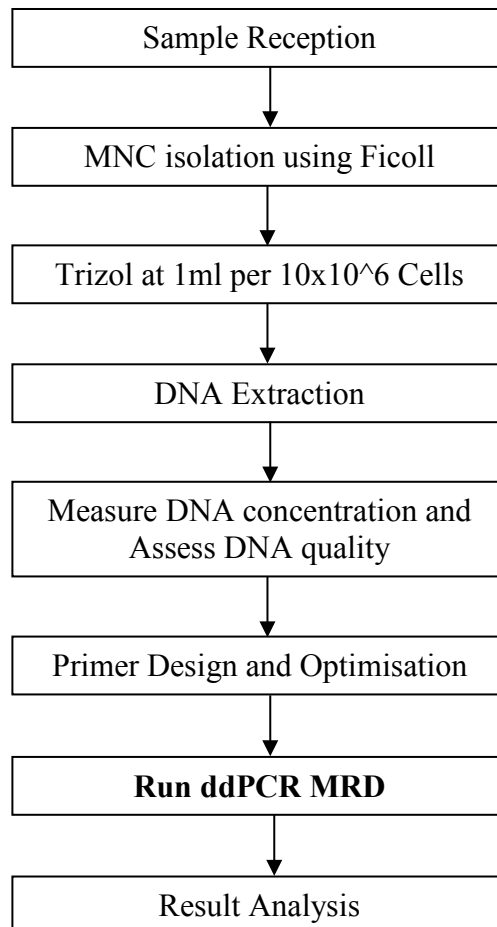 Sample Reception
MNC isolation using Ficoll
Trizol at 1ml per 10x10^6 Cells
DNA Extraction
Measure DNA concentration and
Assess DNA quality
Primer Design and Optimisation
Run ddPCR MRD
Result Analysis